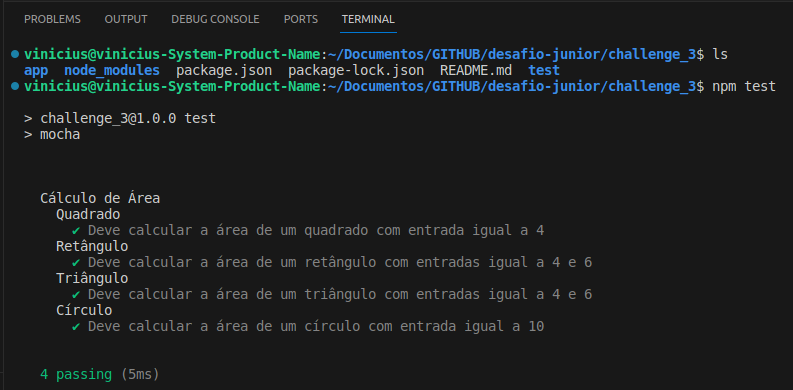 PROBLEMS OUTPUT DEBUG CONSOLE PORTS TERMINAL
vinicius@vinicius-System-Product-Name:~/Documentos/GITHUB/desafio-junior/challenge_3$ ls
app node_modules package.json package-lock.json README.md test
vinicius@vinicius-System-Product-Name:~/Documentos/GITHUB/desafio-junior/challenge_3$ npm test
> challenge_3@1.0.0 test
> mocha
Cálculo de Área
Quadrado
✔ Deve calcular a área de um quadrado com entrada igual a 4
Retângulo
✔ Deve calcular a área de um retângulo com entradas igual a 4 e 6
Triângulo
✔ Deve calcular a área de um triângulo com entradas igual a 4 e 6
Círculo
✔ Deve calcular a área de um círculo com entrada igual a 10
4 passing (5ms)